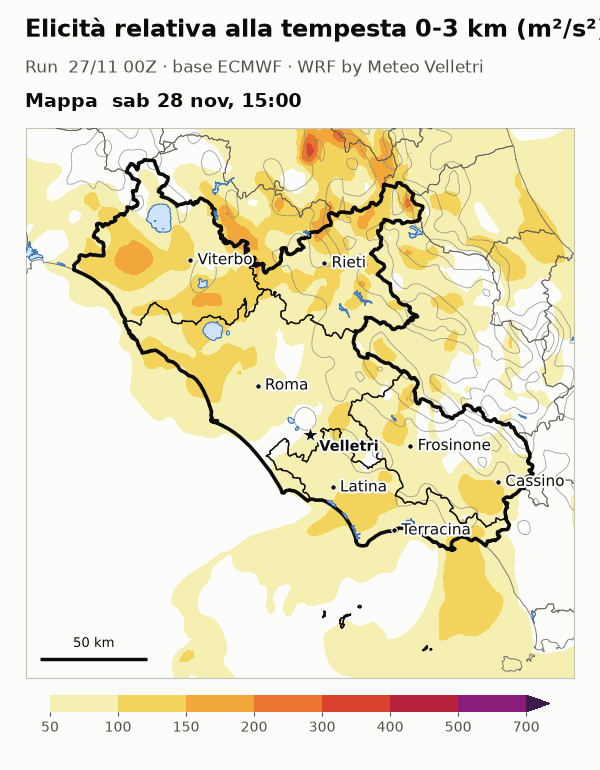 Elicità relativa alla tempesta 0-3 km (m²/s²)
Run 27/11 00Z · base ECMWF · WRF by Meteo Velletri
Mappa sab 28 nov, 15:00
Viterbo
Rieti
Roma
Velletri
Frosinone
Latina
Cassino
Terracina
50 km
50 100 150 200 300 400 500 700